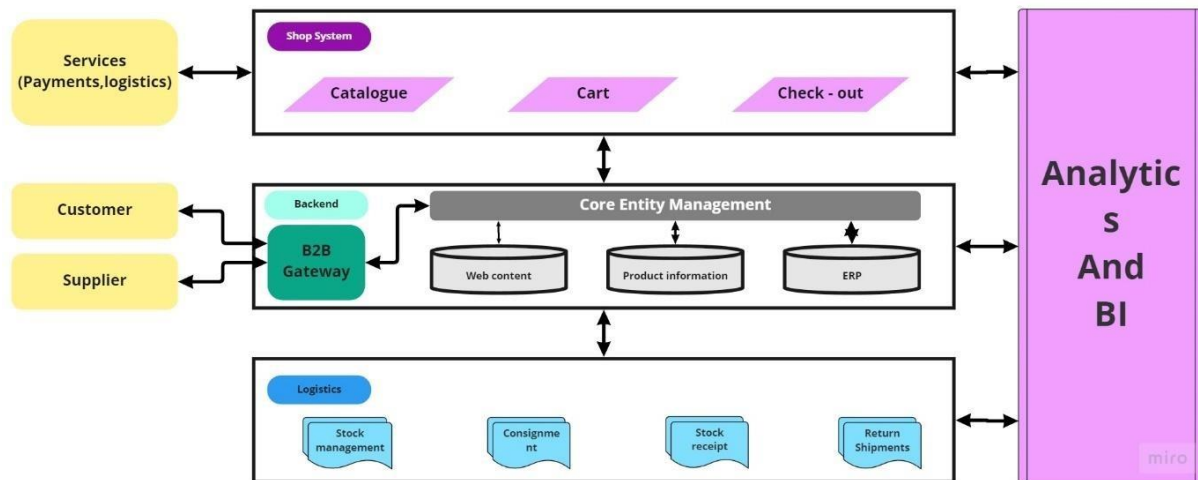 Services
(Payments,logistics)
Shop System
Catalogue
Cart
Check - out
Customer
Supplier
Backend
B2B
Gateway
Core Entity Management
Web content
Product information
ERP
Logistics
Stock
management
Consignme
nt
Stock
receipt
Return
Shipments
Analytic
s
And
BI
miro